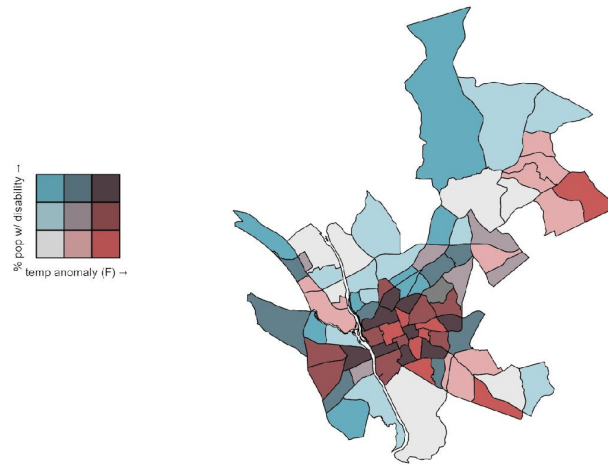 % pop w/ disability →
temp anomaly (F) →